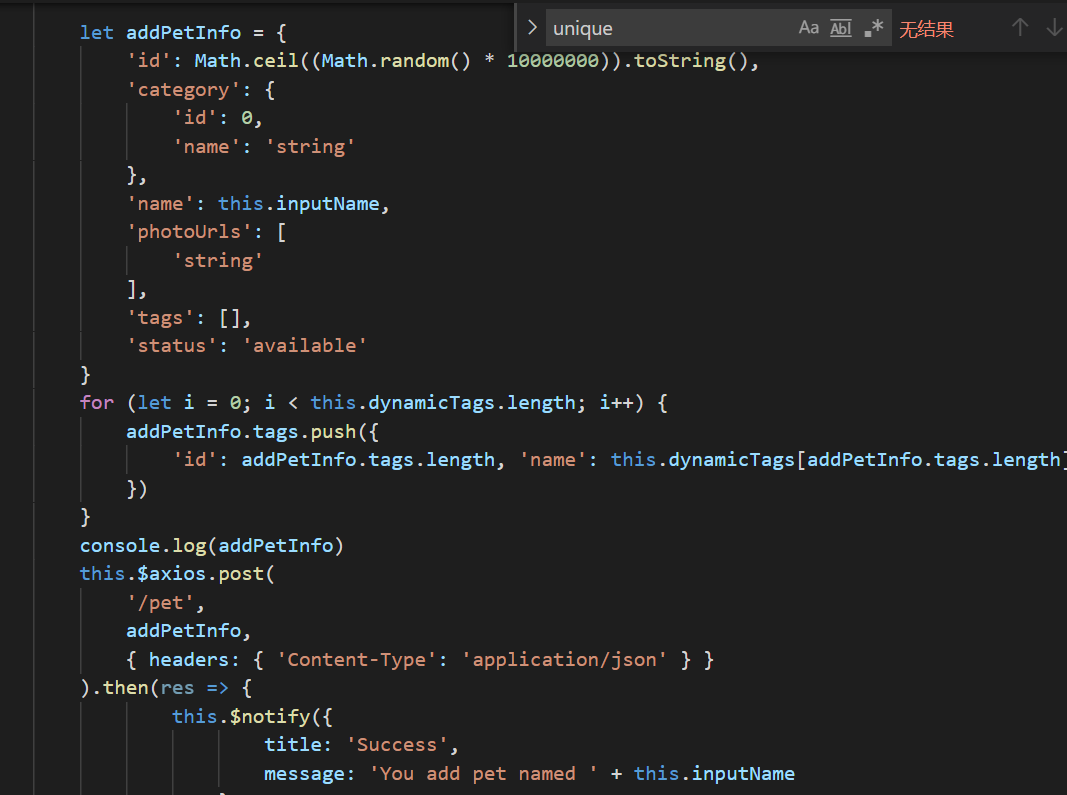 unique Aa Abl .* 无结果
let addPetInfo = {
'id': Math.ceil((Math.random() * 10000000)).toString(),
'category': {
'id': 0,
'name': 'string'
},
'name': this.inputName,
'photoUrls': [
'string'
],
'tags': [],
'status': 'available'
}
for (let i = 0; i < this.dynamicTags.length; i++) {
addPetInfo.tags.push({
'id': addPetInfo.tags.length, 'name': this.dynamicTags[addPetInfo.tags.length]
})
}
console.log(addPetInfo)
this.$axios.post(
'/pet',
addPetInfo,
{ headers: { 'Content-Type': 'application/json' } }
).then(res => {
this.$notify({
title: 'Success',
message: 'You add pet named ' + this.inputName